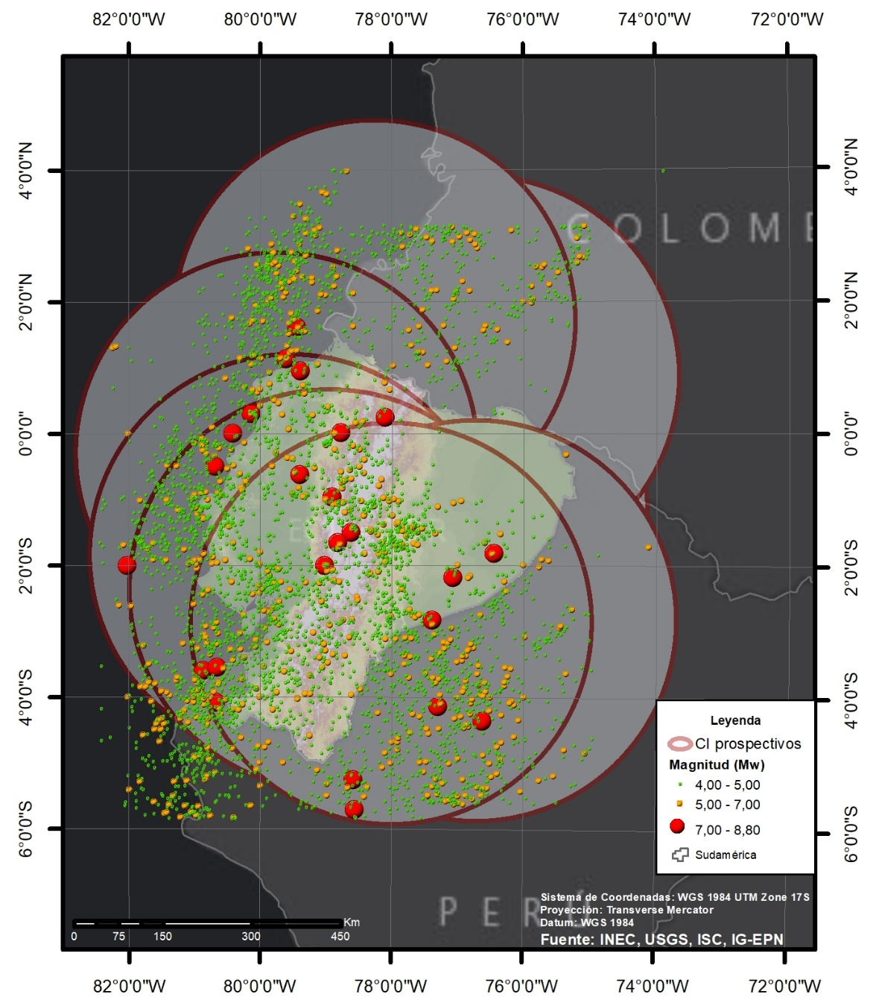 82°0'0"W 80°0'0"W 78°0'0"W 76°0'0"W 74°0'0"W 72°0'0"W
4°0'0"N
4°0'0"N
COLOM
2°0'0"N
2°0'0"N
0°0'0"
0°0'0"
2°0'0"S
2°0'0"S
4°0'0"S
4°0'0"S
Leyenda
CI prospectivos
Magnitud (Mw)
4,00 - 5,00
5,00 - 7,00
7,00 - 8,80
Sudamérica
6°0'0"S
6°0'0"S
PERÚ
Sistema de Coordenadas: WGS 1984 UTM Zone 17S
Proyección: Transverse Mercator
Datum: WGS 1984
Fuente: INEC, USGS, ISC, IG-EPN
Km
0 75 150 300 450
82°0'0"W 80°0'0"W 78°0'0"W 76°0'0"W 74°0'0"W 72°0'0"W